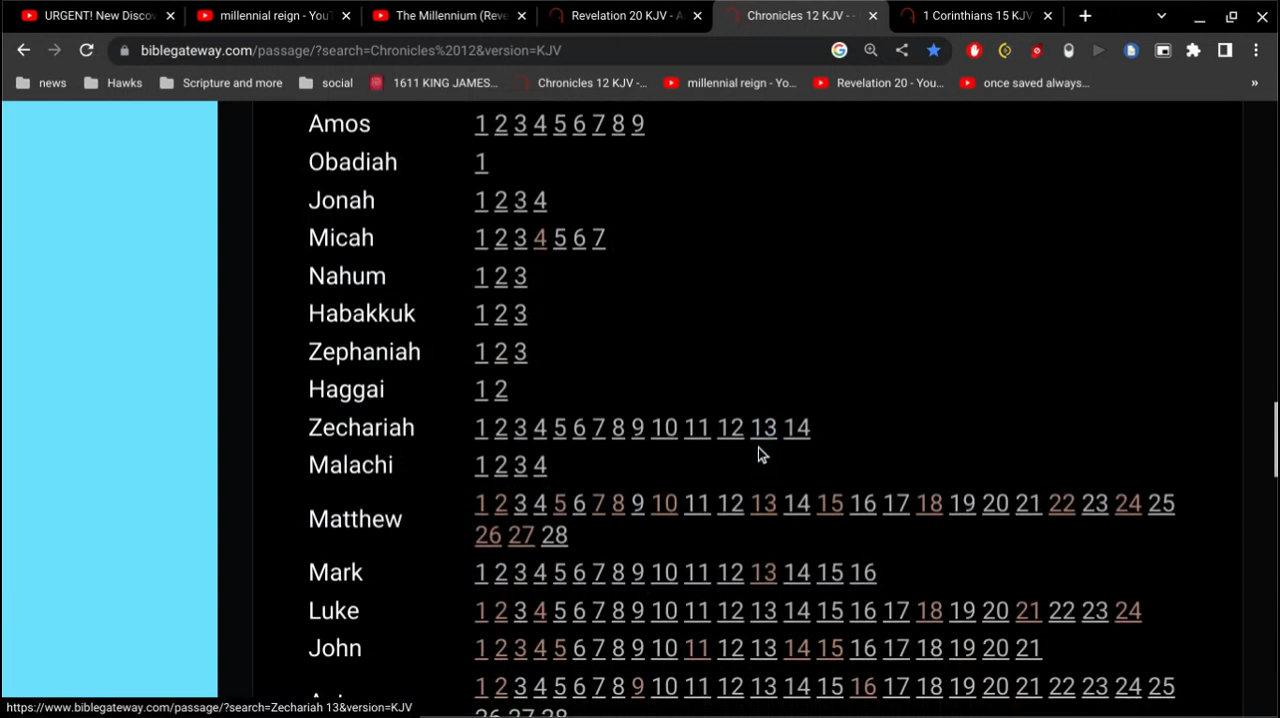 URGENT! New Discov
millennial reign - YouT
The Millennium (Reve
Revelation 20 KJV - A
Chronicles 12 KJV - -
1 Corinthians 15 KJV
biblegateway.com/passage/?search=Chronicles%2012&version=KJV
news
Hawks
Scripture and more
social
1611 KING JAMES...
Chronicles 12 KJV -...
millennial reign - Yo...
Revelation 20 - You...
once saved always...
»
Amos 1 2 3 4 5 6 7 8 9
Obadiah 1
Jonah 1 2 3 4
Micah 1 2 3 4 5 6 7
Nahum 1 2 3
Habakkuk 1 2 3
Zephaniah 1 2 3
Haggai 1 2
Zechariah 1 2 3 4 5 6 7 8 9 10 11 12 13 14
Malachi 1 2 3 4
Matthew 1 2 3 4 5 6 7 8 9 10 11 12 13 14 15 16 17 18 19 20 21 22 23 24 25
26 27 28
Mark 1 2 3 4 5 6 7 8 9 10 11 12 13 14 15 16
Luke 1 2 3 4 5 6 7 8 9 10 11 12 13 14 15 16 17 18 19 20 21 22 23 24
John 1 2 3 4 5 6 7 8 9 10 11 12 13 14 15 16 17 18 19 20 21
1 2 3 4 5 6 7 8 9 10 11 12 13 14 15 16 17 18 19 20 21 22 23 24 25
26 27 28
https://www.biblegateway.com/passage/?search=Zechariah 13&version=KJV